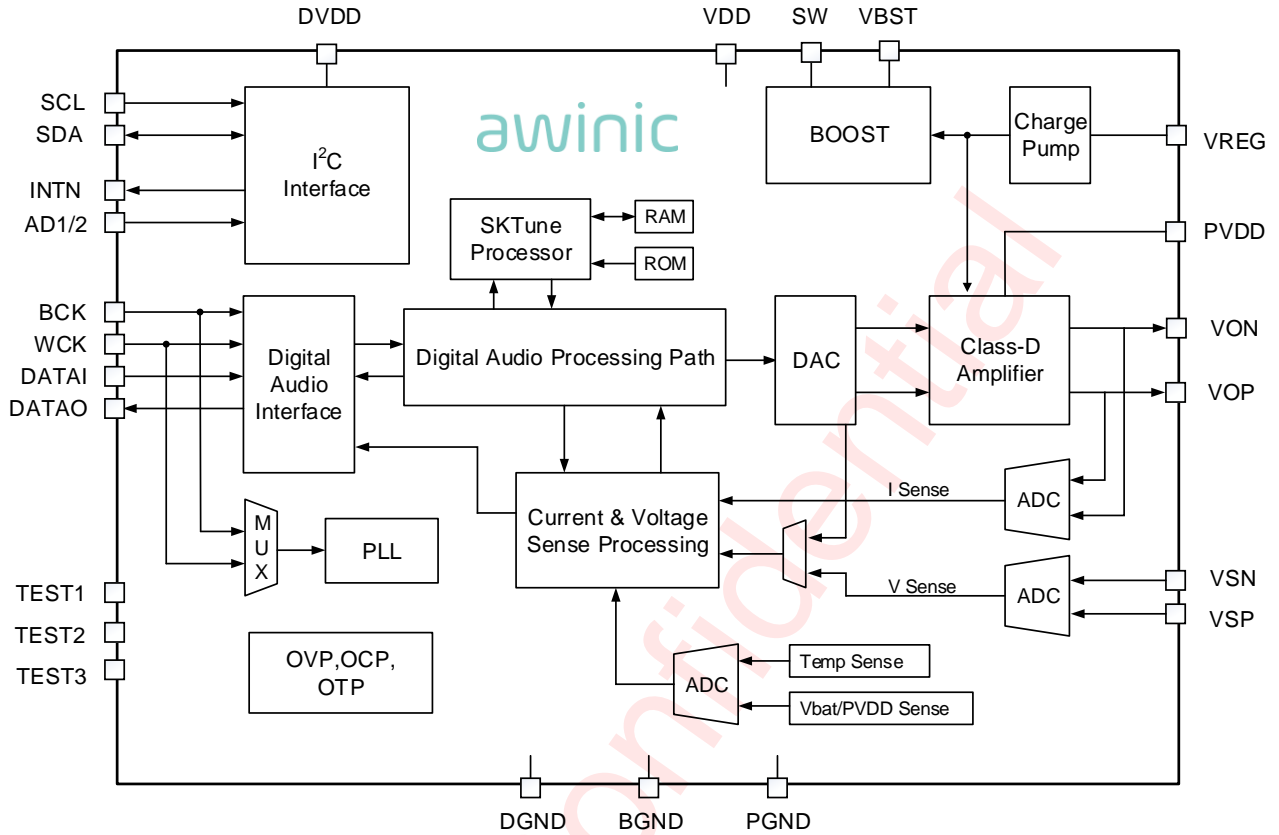 DVDD
VDD
SW
VBST
SCL
SDA
INTN
AD1/2
I²C
Interface
awinic
BOOST
Charge
Pump
VREG
PVDD
SKTune
Processor
RAM
ROM
BCK
WCK
DATAI
DATAO
Digital
Audio
Interface
Digital Audio Processing Path
DAC
Class-D
Amplifier
VON
VOP
I Sense
ADC
Current & Voltage
Sense Processing
M
U
X
PLL
V Sense
ADC
VSN
VSP
TEST1
TEST2
TEST3
OVP,OCP,
OTP
ADC
Temp Sense
Vbat/PVDD Sense
DGND
BGND
PGND
onfidential